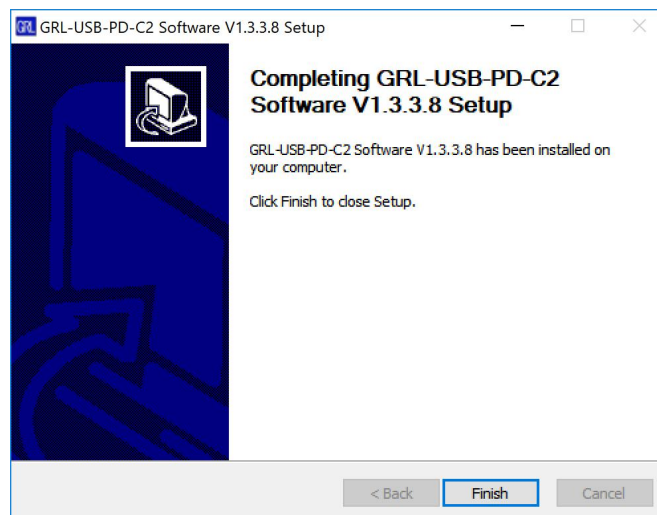 GRL GRL-USB-PD-C2 Software V1.3.3.8 Setup
Completing GRL-USB-PD-C2
Software V1.3.3.8 Setup
GRL-USB-PD-C2 Software V1.3.3.8 has been installed on
your computer.
Click Finish to close Setup.
< Back Finish Cancel